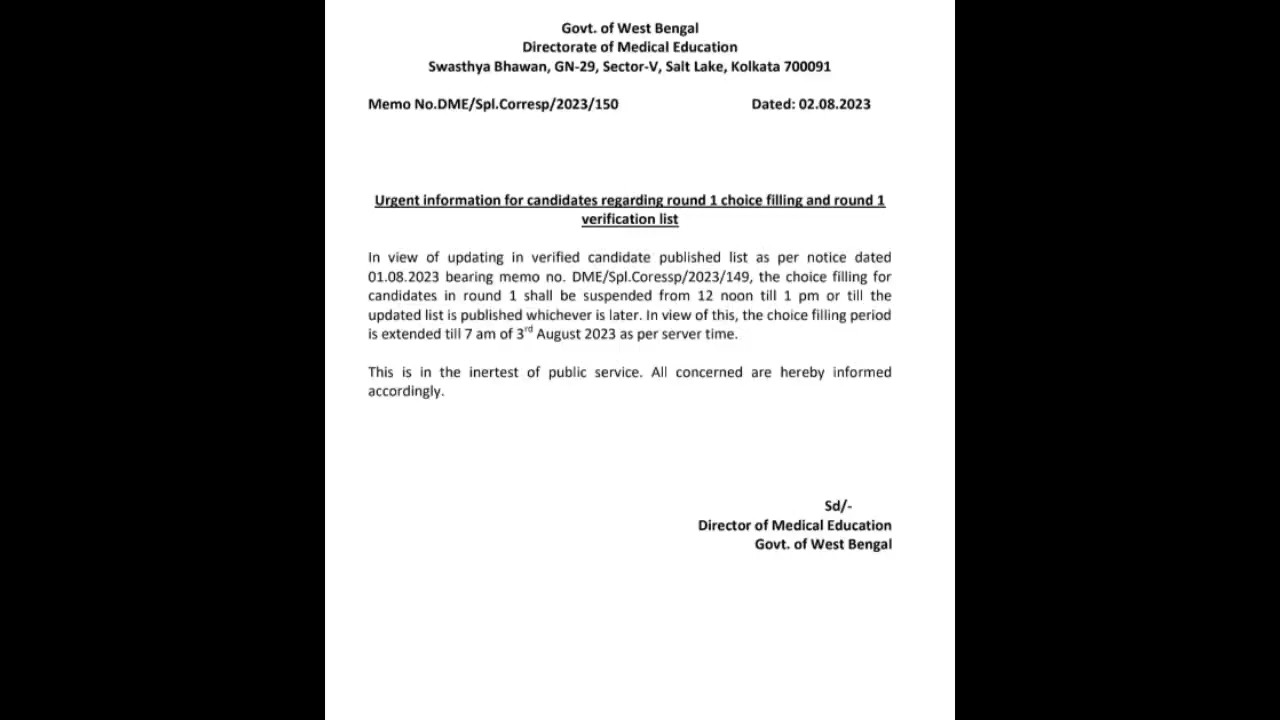 Govt. of West Bengal
Directorate of Medical Education
Swasthya Bhawan, GN-29, Sector-V, Salt Lake, Kolkata 700091
Memo No.DME/Spl.Corresp/2023/150 Dated: 02.08.2023
Urgent information for candidates regarding round 1 choice filling and round 1
verification list
In view of updating in verified candidate published list as per notice dated
01.08.2023 bearing memo no. DME/Spl.Coressp/2023/149, the choice filling for
candidates in round 1 shall be suspended from 12 noon till 1 pm or till the
updated list is published whichever is later. In view of this, the choice filling period
is extended till 7 am of 3rd August 2023 as per server time.
This is in the inertest of public service. All concerned are hereby informed
accordingly.
Sd/-
Director of Medical Education
Govt. of West Bengal